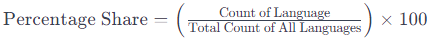 Percentage Share = ( Count of Language / Total Count of All Languages ) × 100